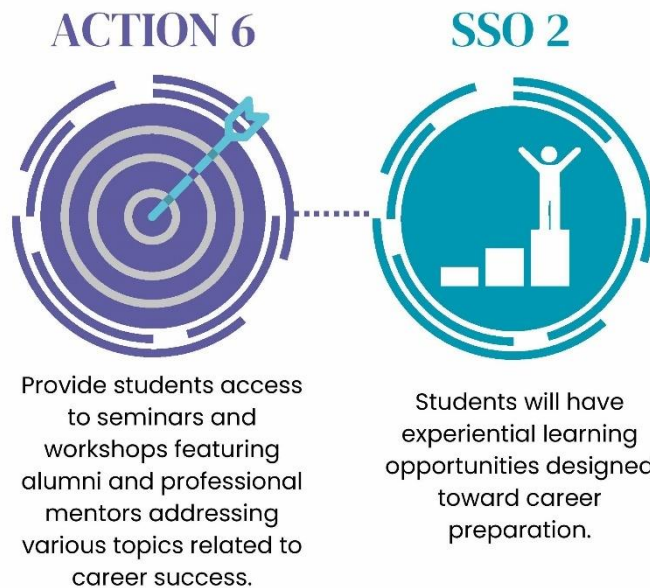 ACTION 6
Provide students access
to seminars and
workshops featuring
alumni and professional
mentors addressing
various topics related to
career success.
SSO 2
Students will have
experiential learning
opportunities designed
toward career
preparation.